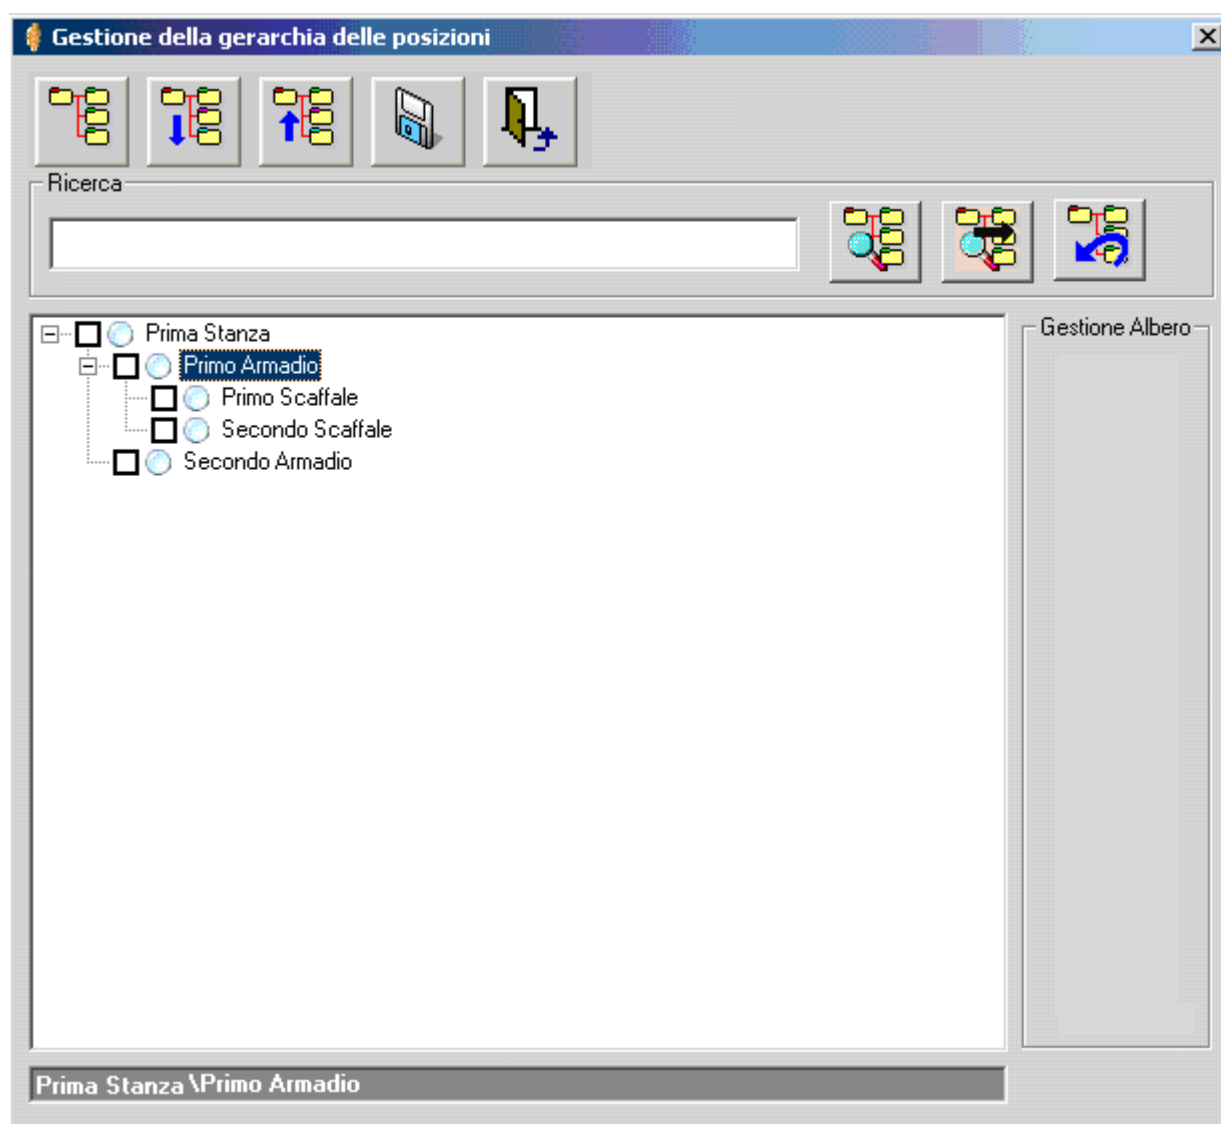 Gestione della gerarchia delle posizioni
Ricerca
Prima Stanza
Primo Armadio
Primo Scaffale
Secondo Scaffale
Secondo Armadio
Gestione Albero
Prima Stanza \Primo Armadio